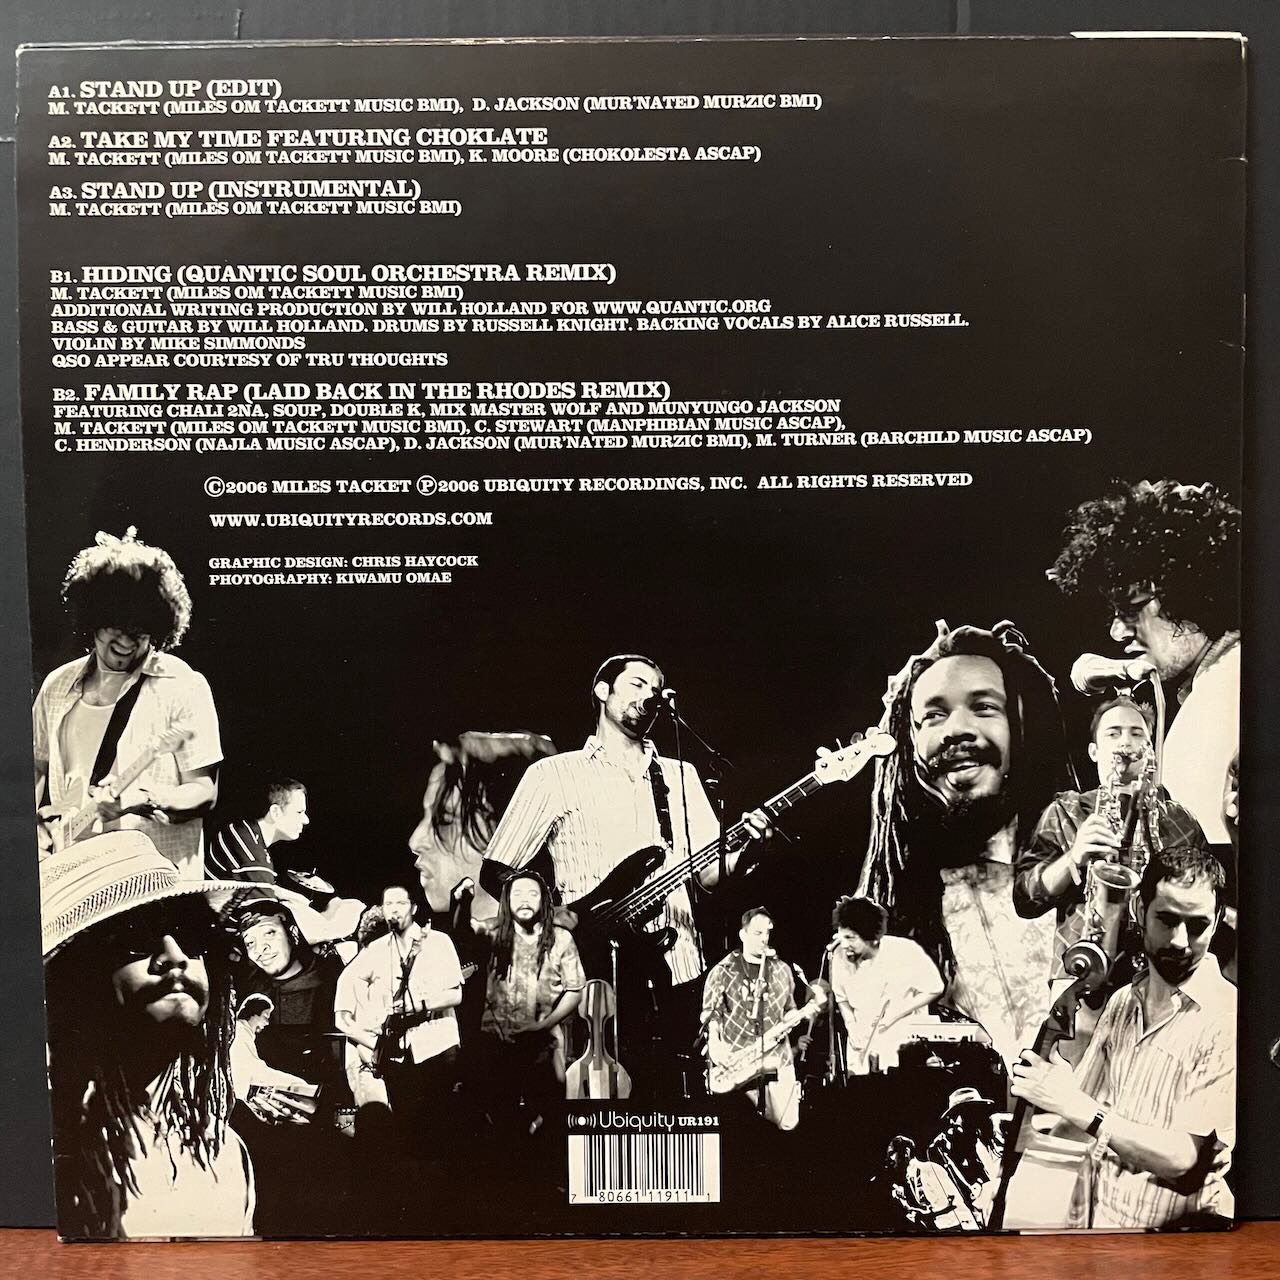 A1. STAND UP (EDIT)
M. TACKETT (MILES OM TACKETT MUSIC BMI), D. JACKSON (MUR'NATED MURZIC BMI)
A2. TAKE MY TIME FEATURING CHOKLATE
M. TACKETT (MILES OM TACKETT MUSIC BMI), K. MOORE (CHOKOLESTA ASCAP)
A3. STAND UP (INSTRUMENTAL)
M. TACKETT (MILES OM TACKETT MUSIC BMI)
B1. HIDING (QUANTIC SOUL ORCHESTRA REMIX)
M. TACKETT (MILES OM TACKETT MUSIC BMI)
ADDITIONAL WRITING PRODUCTION BY WILL HOLLAND FOR WWW.QUANTIC.ORG
BASS & GUITAR BY WILL HOLLAND. DRUMS BY RUSSELL KNIGHT. BACKING VOCALS BY ALICE RUSSELL.
VIOLIN BY MIKE SIMMONDS
QSO APPEAR COURTESY OF TRU THOUGHTS
B2. FAMILY RAP (LAID BACK IN THE RHODES REMIX)
FEATURING CHALI 2NA, SOUP, DOUBLE K, MIX MASTER WOLF AND MUNYUNGO JACKSON
M. TACKETT (MILES OM TACKETT MUSIC BMI), C. STEWART (MANPHIBIAN MUSIC ASCAP),
C. HENDERSON (NAJLA MUSIC ASCAP), D. JACKSON (MUR'NATED MURZIC BMI), M. TURNER (BARCHILD MUSIC ASCAP)
©2006 MILES TACKET ℗2006 UBIQUITY RECORDINGS, INC. ALL RIGHTS RESERVED
WWW.UBIQUITYRECORDS.COM
GRAPHIC DESIGN: CHRIS HAYCOCK
PHOTOGRAPHY: KIWAMU OMAE
Ubiquity UR191
7 80661 11911 1